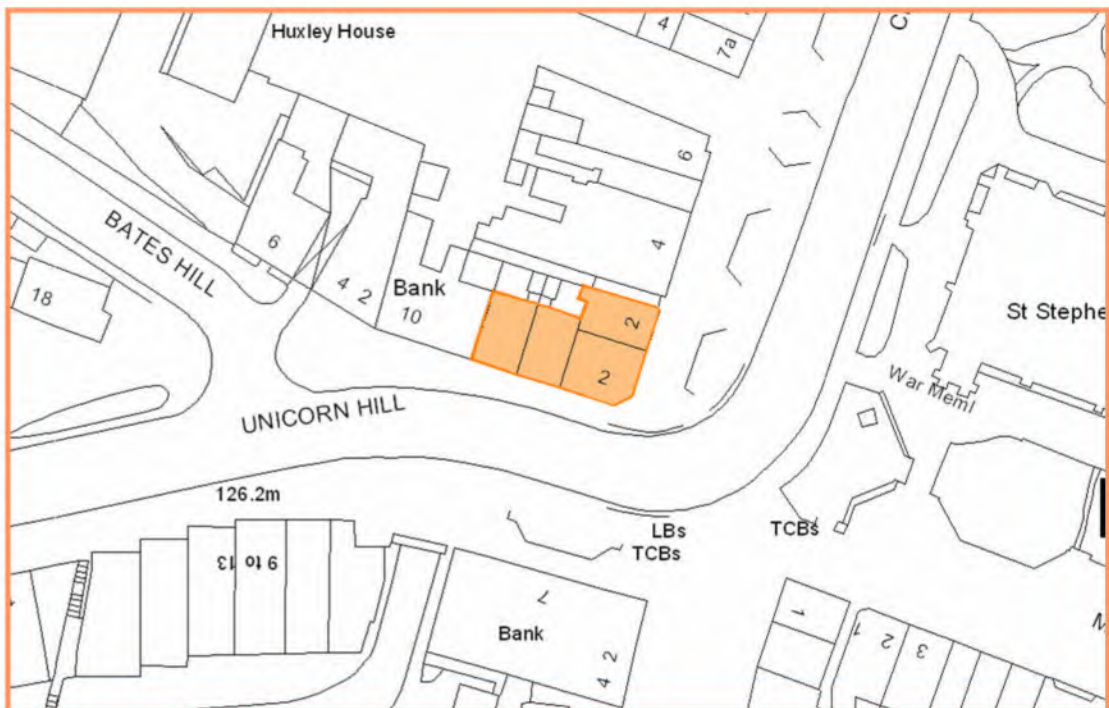 Huxley House
4
7a
BATES HILL
6
6
4
18
4 2
Bank
10
2
2
St Stephe
War Meml
UNICORN HILL
126.2m
LBs
TCBs
TCBs
9 to 13
7
Bank
4 2
1
1
2
3